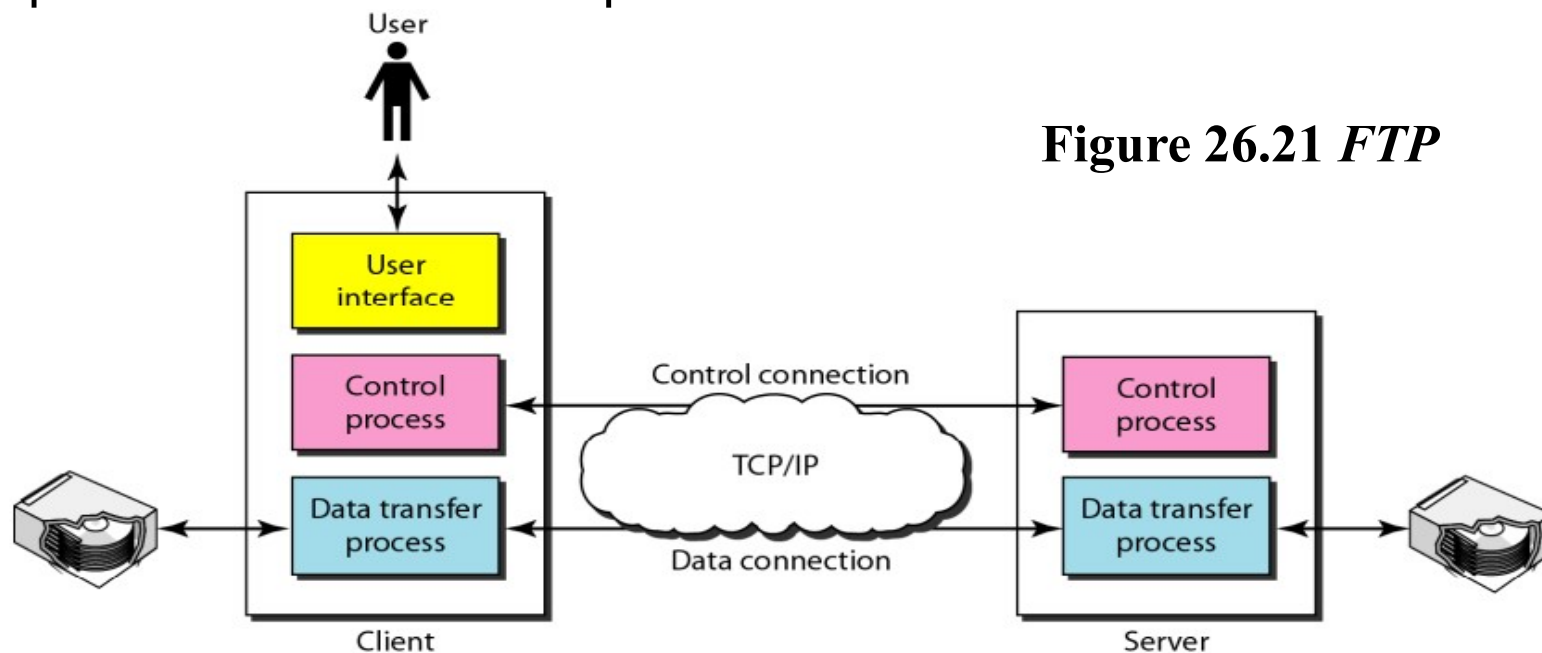 User
Figure 26.21 FTP
User
interface
Control
process
Control connection
Control
process
TCP/IP
Data transfer
process
Data transfer
process
Data connection
Client
Server